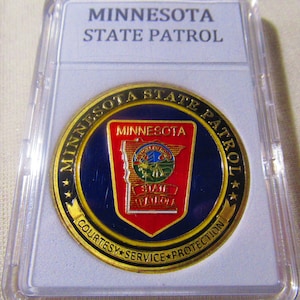 MINNESOTA
STATE PATROL
MINNESOTA STATE PATROL
MINNESOTA
STATE
PATROL
COURTESY★SERVICE★PROTECTION